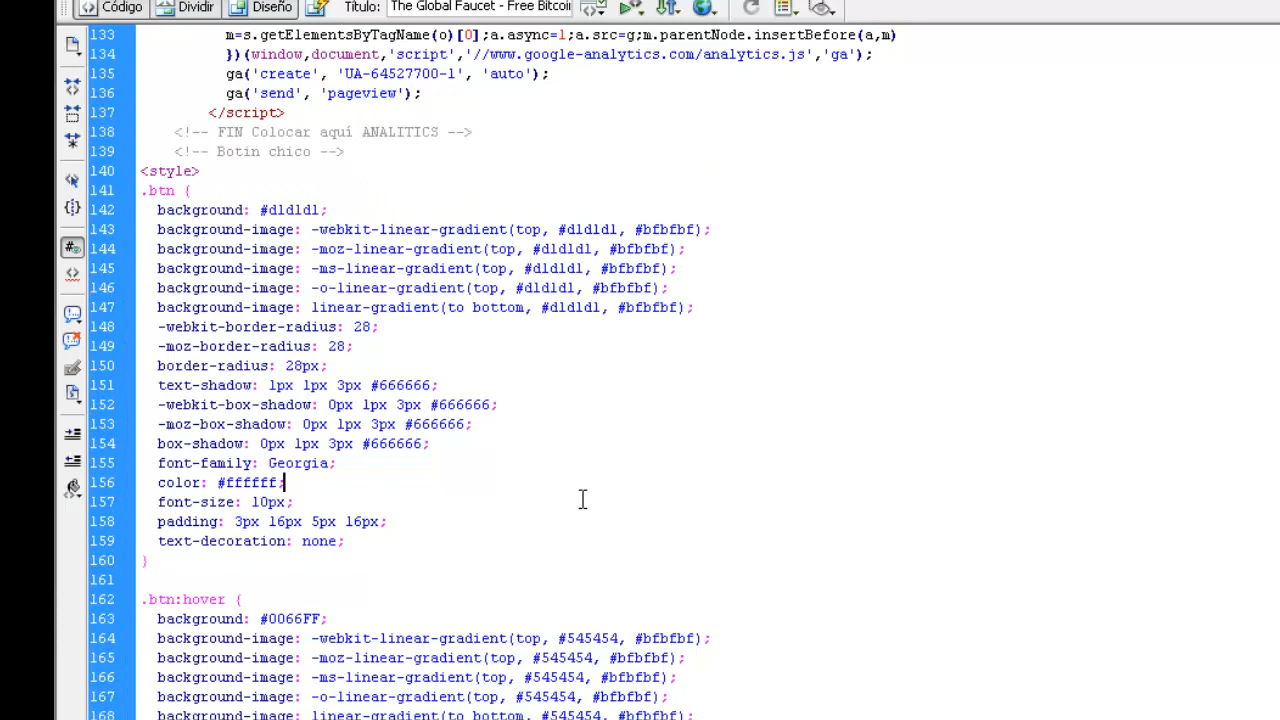 Código Dividir Diseño Título: The Global Faucet - Free Bitcoin
133 m=s.getElementsByTagName(o)[0];a.async=1;a.src=g;m.parentNode.insertBefore(a,m)
134 })(window,document,'script','//www.google-analytics.com/analytics.js','ga');
135 ga('create', 'UA-64527700-1', 'auto');
136 ga('send', 'pageview');
137 </script>
138 <!-- FIN Colocar aquí ANALITICS -->
139 <!-- Botin chico -->
140 <style>
141 .btn {
142 background: #d1d1d1;
143 background-image: -webkit-linear-gradient(top, #d1d1d1, #bfbfbf);
144 background-image: -moz-linear-gradient(top, #d1d1d1, #bfbfbf);
145 background-image: -ms-linear-gradient(top, #d1d1d1, #bfbfbf);
146 background-image: -o-linear-gradient(top, #d1d1d1, #bfbfbf);
147 background-image: linear-gradient(to bottom, #d1d1d1, #bfbfbf);
148 -webkit-border-radius: 28;
149 -moz-border-radius: 28;
150 border-radius: 28px;
151 text-shadow: 1px 1px 3px #666666;
152 -webkit-box-shadow: 0px 1px 3px #666666;
153 -moz-box-shadow: 0px 1px 3px #666666;
154 box-shadow: 0px 1px 3px #666666;
155 font-family: Georgia;
156 color: #ffffff;
157 font-size: 10px;
158 padding: 3px 16px 5px 16px;
159 text-decoration: none;
160 }
161
162 .btn:hover {
163 background: #0066FF;
164 background-image: -webkit-linear-gradient(top, #545454, #bfbfbf);
165 background-image: -moz-linear-gradient(top, #545454, #bfbfbf);
166 background-image: -ms-linear-gradient(top, #545454, #bfbfbf);
167 background-image: -o-linear-gradient(top, #545454, #bfbfbf);
168 background-image: linear-gradient(to bottom, #545454, #bfbfbf);